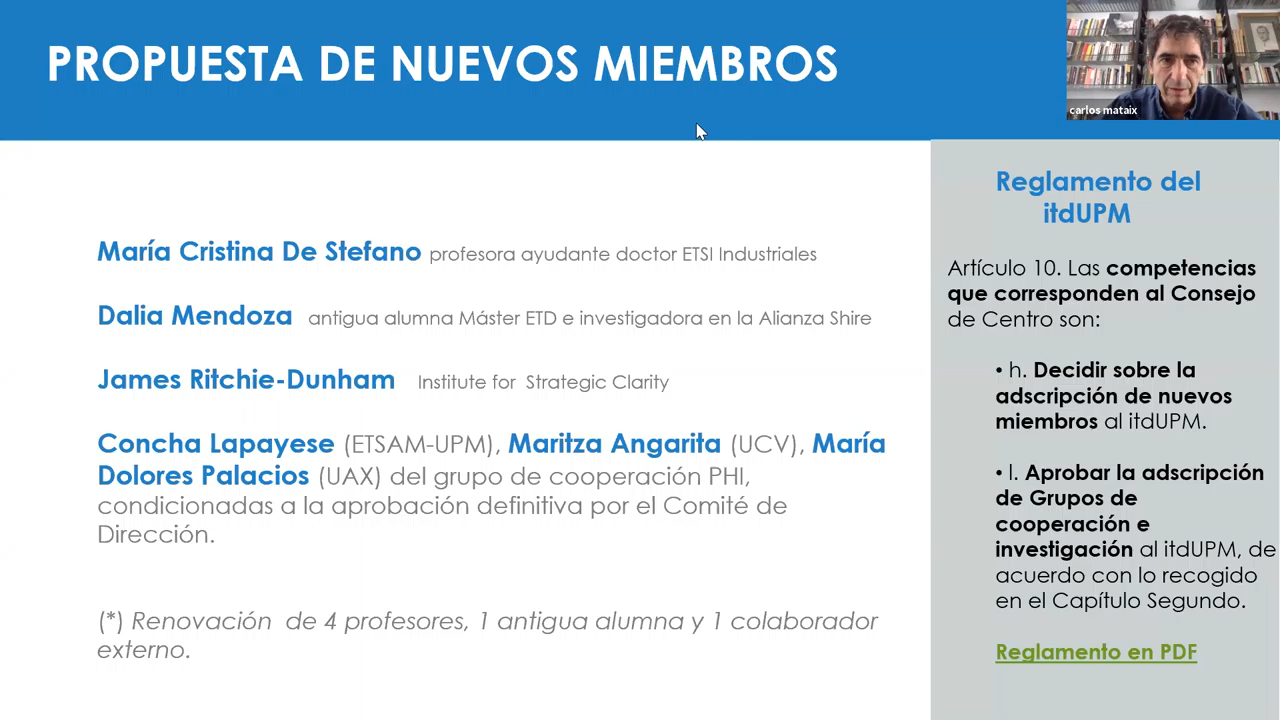 PROPUESTA DE NUEVOS MIEMBROS
carlos mataix
María Cristina De Stefano profesora ayudante doctor ETSI Industriales
Dalia Mendoza antigua alumna Máster ETD e investigadora en la Alianza Shire
James Ritchie-Dunham Institute for Strategic Clarity
Concha Lapayese (ETSAM-UPM), Maritza Angarita (UCV), María
Dolores Palacios (UAX) del grupo de cooperación PHI,
condicionadas a la aprobación definitiva por el Comité de
Dirección.
(*) Renovación de 4 profesores, 1 antigua alumna y 1 colaborador
externo.
Reglamento del
itdUPM
Artículo 10. Las competencias
que corresponden al Consejo
de Centro son:
• h. Decidir sobre la
adscripción de nuevos
miembros al itdUPM.
• l. Aprobar la adscripción
de Grupos de
cooperación e
investigación al itdUPM, de
acuerdo con lo recogido
en el Capítulo Segundo.
Reglamento en PDF